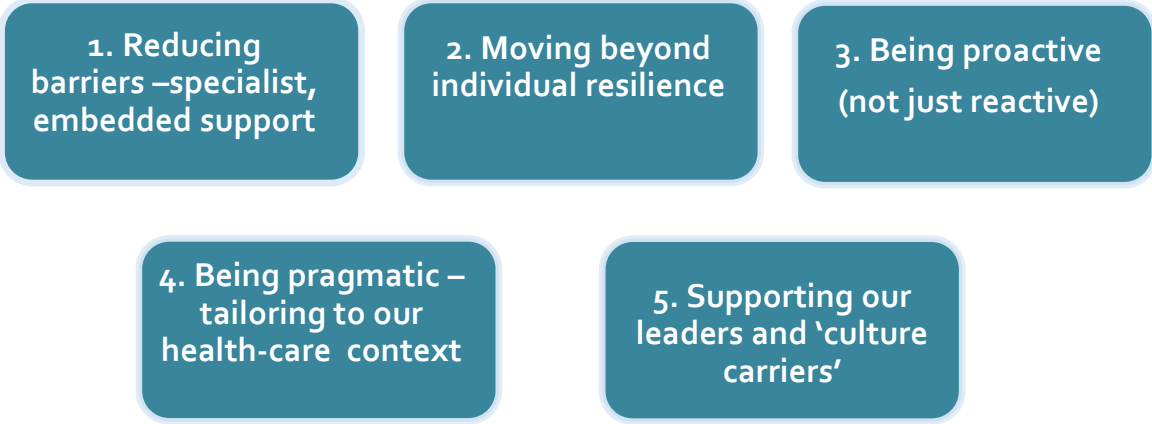 1. Reducing
barriers –specialist,
embedded support
2. Moving beyond
individual resilience
3. Being proactive
(not just reactive)
4. Being pragmatic –
tailoring to our
health-care context
5. Supporting our
leaders and ‘culture
carriers’